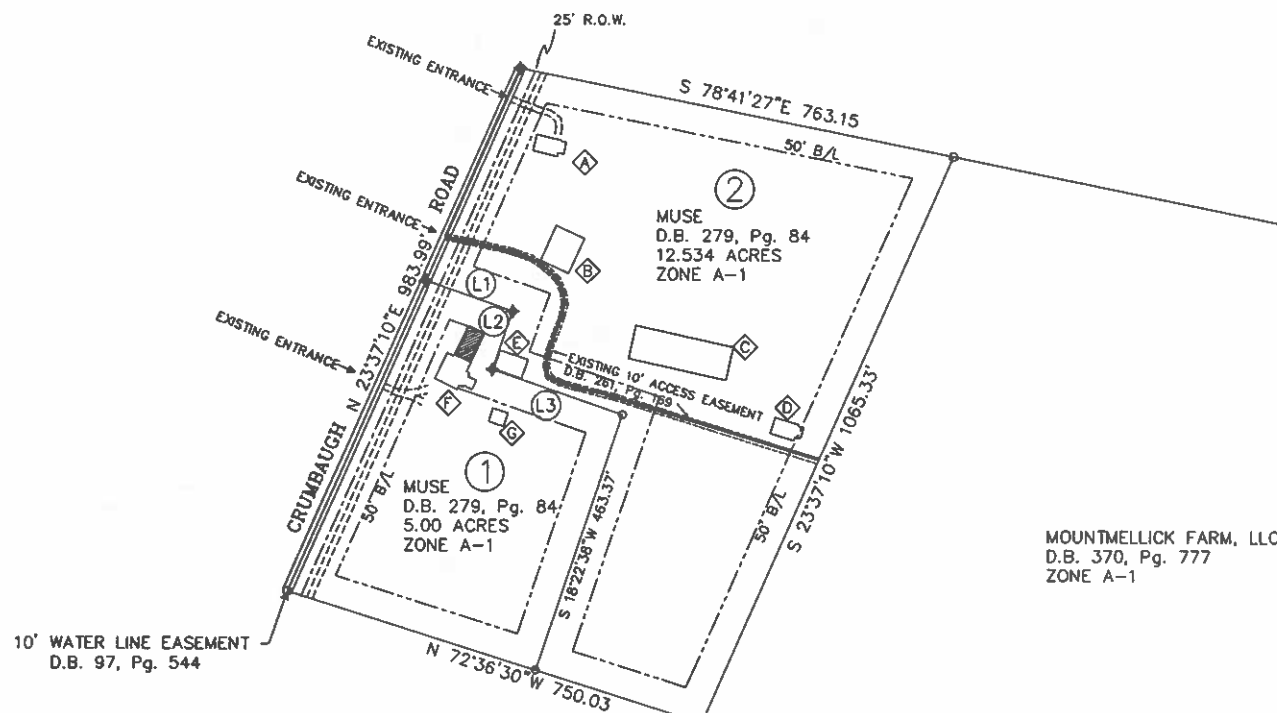 25' R.O.W.
EXISTING ENTRANCE
S 78°41'27"E 763.15
50' B/L
A
2
MUSE
D.B. 279, Pg. 84
12.534 ACRES
ZONE A-1
EXISTING ENTRANCE
ROAD
B
L1
L2
E
C
EXISTING ENTRANCE
CRUMBAUGH N 23°37'10"E 983.99'
EXISTING 10' ACCESS EASEMENT
D.B. 261, Pg. 169
D
F
L3
G
1
MUSE
D.B. 279, Pg. 84
5.00 ACRES
ZONE A-1
50' B/L
S 18°22'38"W 463.37'
50' B/L
S 23°37'10"W 1065.33'
MOUNTMELLICK FARM, LLC
D.B. 370, Pg. 777
ZONE A-1
10' WATER LINE EASEMENT
D.B. 97, Pg. 544
N 72°36'30"W 750.03